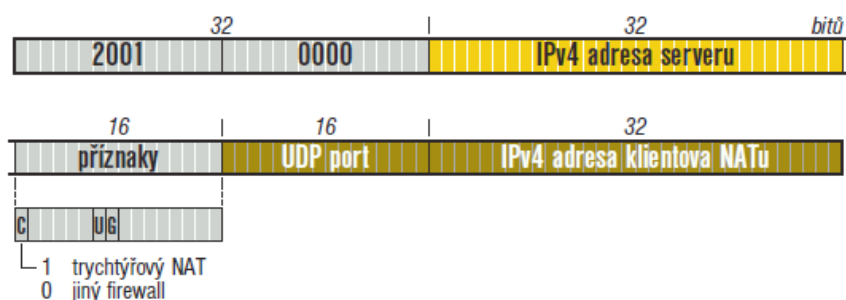 32 32 bitů
2001 0000 IPv4 adresa serveru
16 16 32
příznaky UDP port IPv4 adresa klientova NATu
C U G
1 trychtýřový NAT
0 jiný firewall